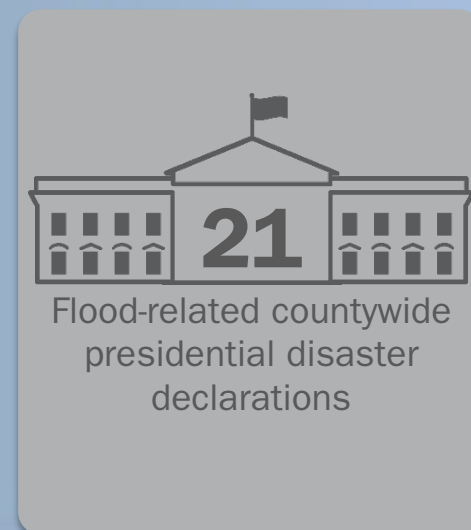 21
Flood-related countywide
presidential disaster
declarations